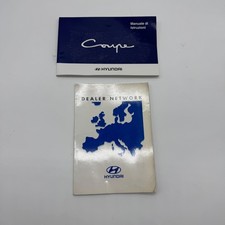 Manuale di
Istruzioni
Coupe
HYUNDAI
DEALER NETWORK
HYUNDAI